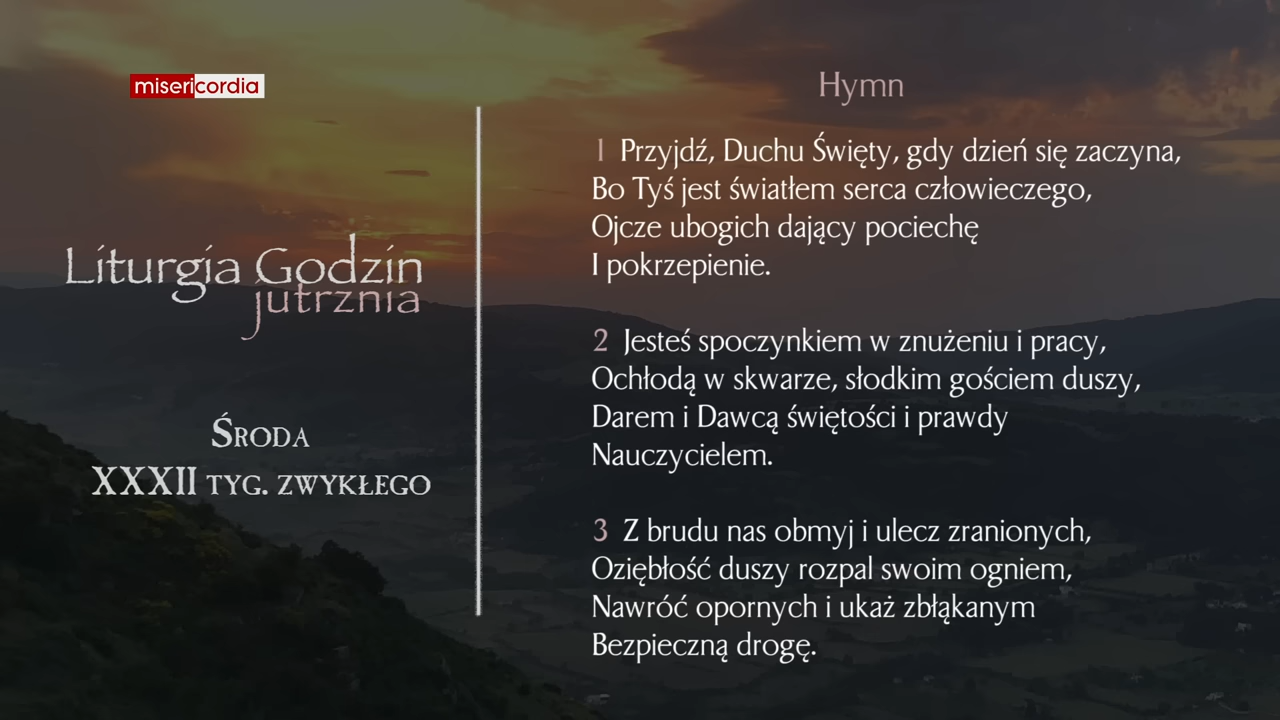 misericordia
Liturgia Godzin
jutrznia
Środa
XXXII tyg. zwykłego
Hymn
1 Przyjdź, Duchu Święty, gdy dzień się zaczyna,
Bo Tyś jest światłem serca człowieczego,
Ojcze ubogich dający pociechę
I pokrzepienie.
2 Jesteś spoczynkiem w znużeniu i pracy,
Ochłodą w skwarze, słodkim gościem duszy,
Darem i Dawcą świętości i prawdy
Nauczycielem.
3 Z brudu nas obmyj i ulecz zranionych,
Oziębłość duszy rozpal swoim ogniem,
Nawróć opornych i ukaż zbłąkanym
Bezpieczną drogę.